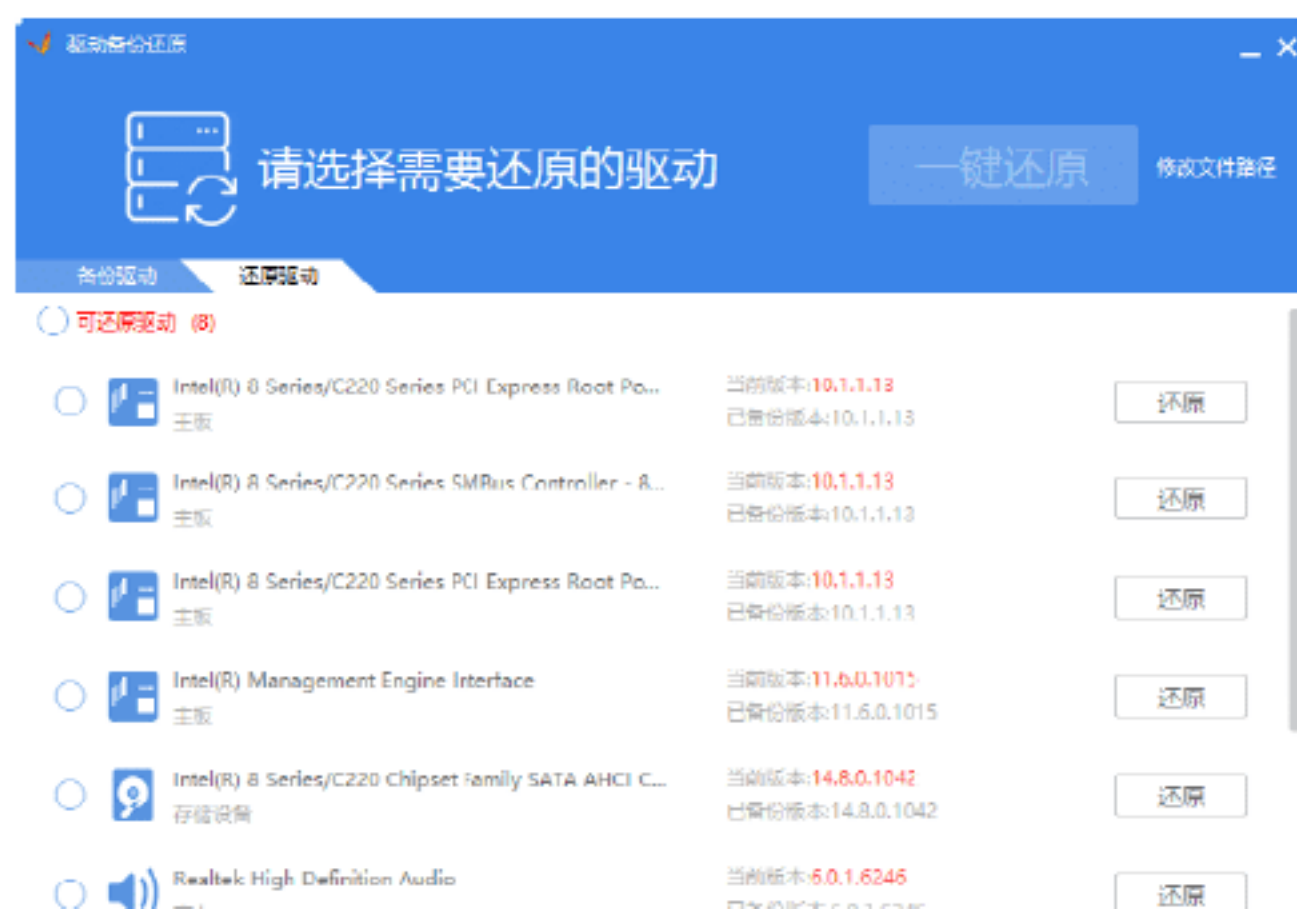 驱动备份还原
请选择需要还原的驱动
一键还原
修改文件路径
备份驱动
还原驱动
可还原驱动 (8)
Intel(R) 8 Series/C220 Series PCI Express Root Po...
当前版本:10.1.1.13
还原
主板
已备份版本:10.1.1.13
Intel(R) 8 Series/C220 Series SMBus Controller - 8...
当前版本:10.1.1.13
还原
主板
已备份版本:10.1.1.13
Intel(R) 8 Series/C220 Series PCI Express Root Po...
当前版本:10.1.1.13
还原
主板
已备份版本:10.1.1.13
Intel(R) Management Engine Interface
当前版本:11.6.0.1015
还原
主板
已备份版本:11.6.0.1015
Intel(R) 8 Series/C220 Chipset Family SATA AHCI C...
当前版本:14.8.0.1042
还原
存储设备
已备份版本:14.8.0.1042
Realtek High Definition Audio
当前版本:6.0.1.6246
还原
已备份版本:6.0.1.6246